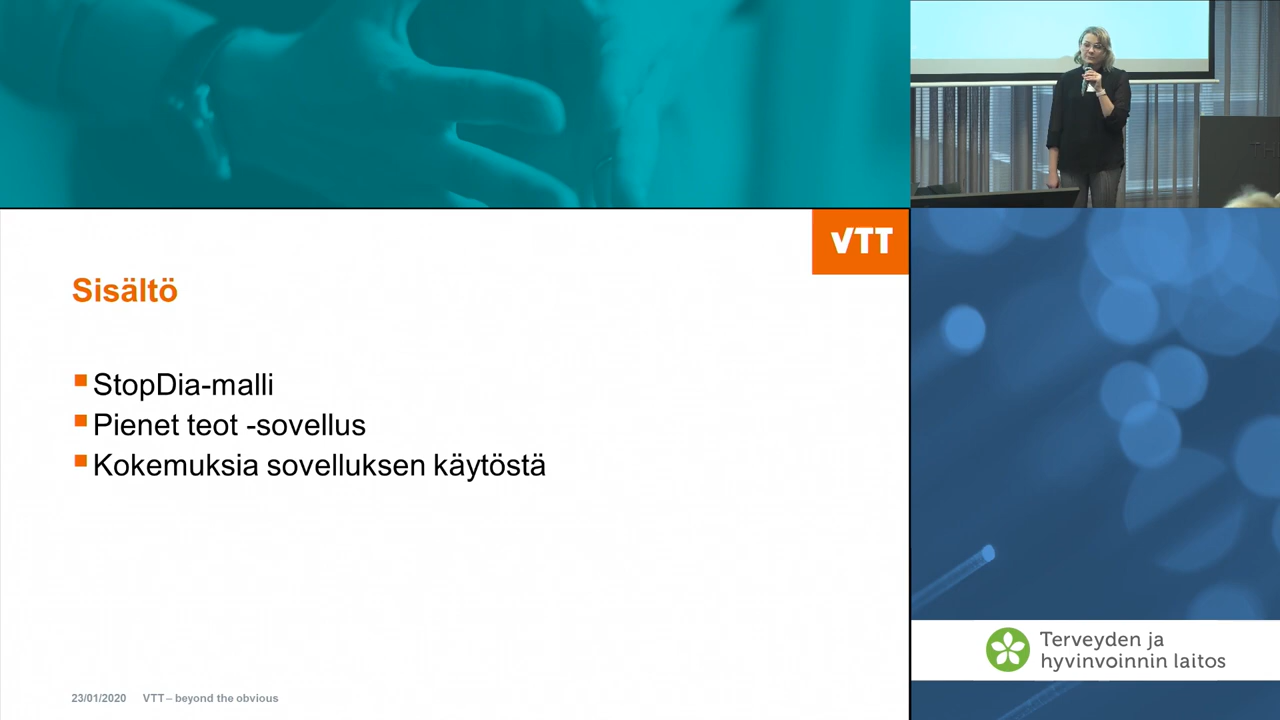 VTT
Sisältö
StopDia-malli
Pienet teot -sovellus
Kokemuksia sovelluksen käytöstä
23/01/2020 VTT – beyond the obvious
Terveyden ja
hyvinvoinnin laitos